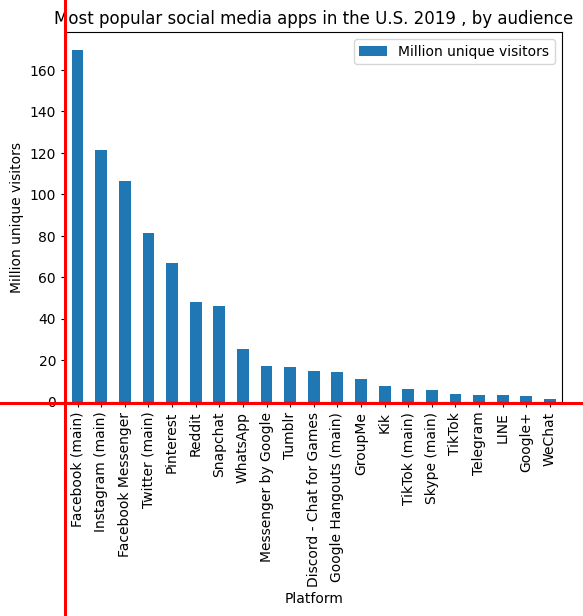 Most popular social media apps in the U.S. 2019 , by audience
Million unique visitors
Million unique visitors
160
140
120
100
80
60
40
20
0
Facebook (main)
Instagram (main)
Facebook Messenger
Twitter (main)
Pinterest
Reddit
Snapchat
WhatsApp
Messenger by Google
Tumblr
Discord - Chat for Games
Google Hangouts (main)
GroupMe
Kik
TikTok (main)
Skype (main)
TikTok
Telegram
LINE
Google+
WeChat
Platform